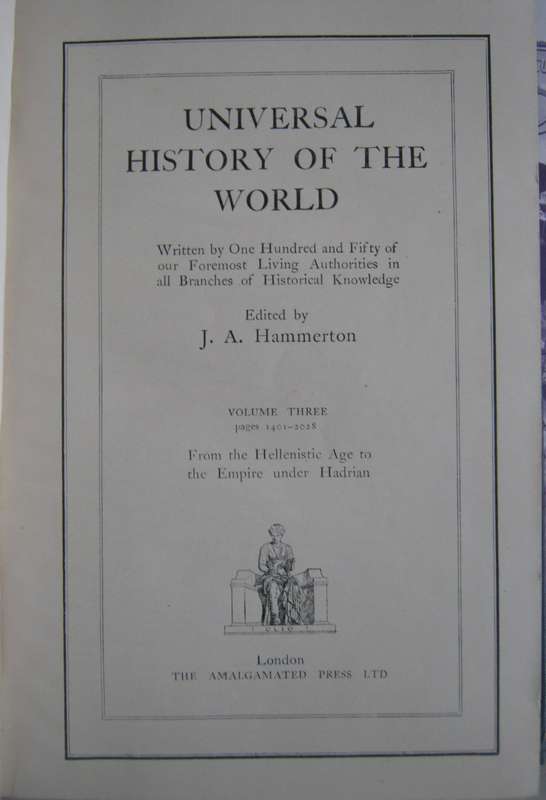 UNIVERSAL
HISTORY OF THE
WORLD
Written by One Hundred and Fifty of
our Foremost Living Authorities in
all Branches of Historical Knowledge
Edited by
J. A. Hammerton
VOLUME THREE
pages 1401–2028
From the Hellenistic Age to
the Empire under Hadrian
CLIO
London
THE AMALGAMATED PRESS LTD